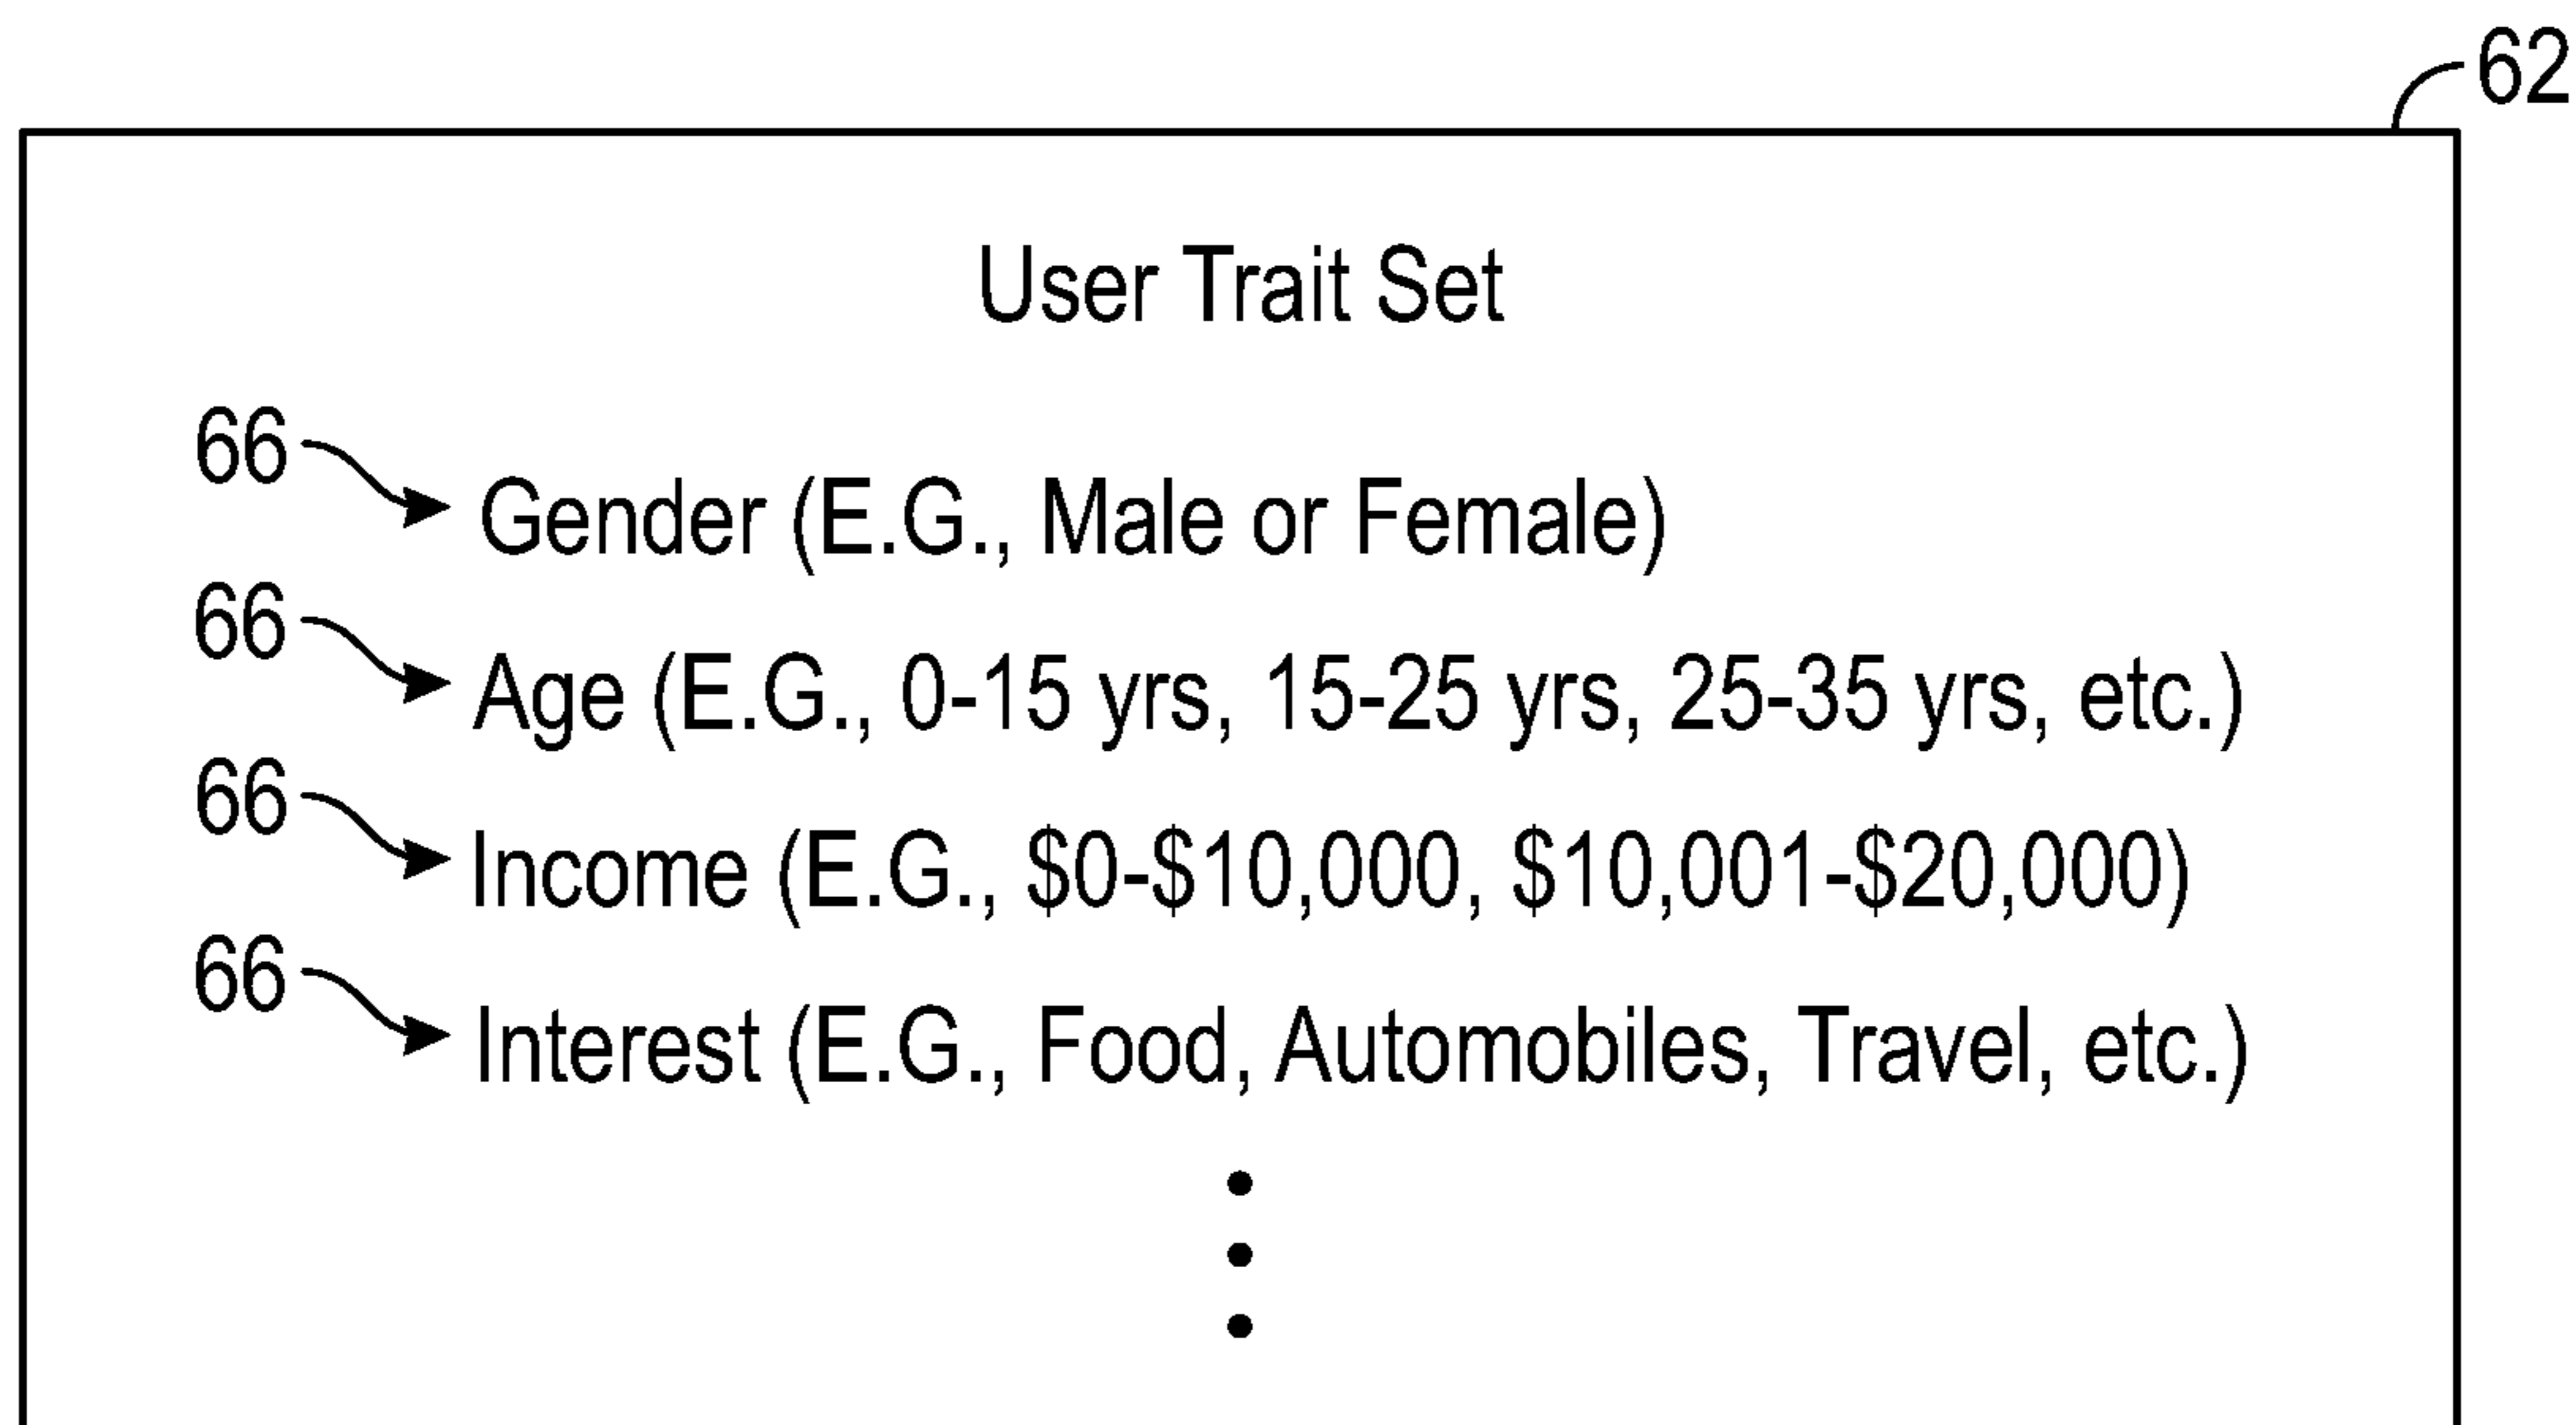 62
User Trait Set
66
Gender (E.G., Male or Female)
66
Age (E.G., 0-15 yrs, 15-25 yrs, 25-35 yrs, etc.)
66
Income (E.G., $0-$10,000, $10,001-$20,000)
66
Interest (E.G., Food, Automobiles, Travel, etc.)